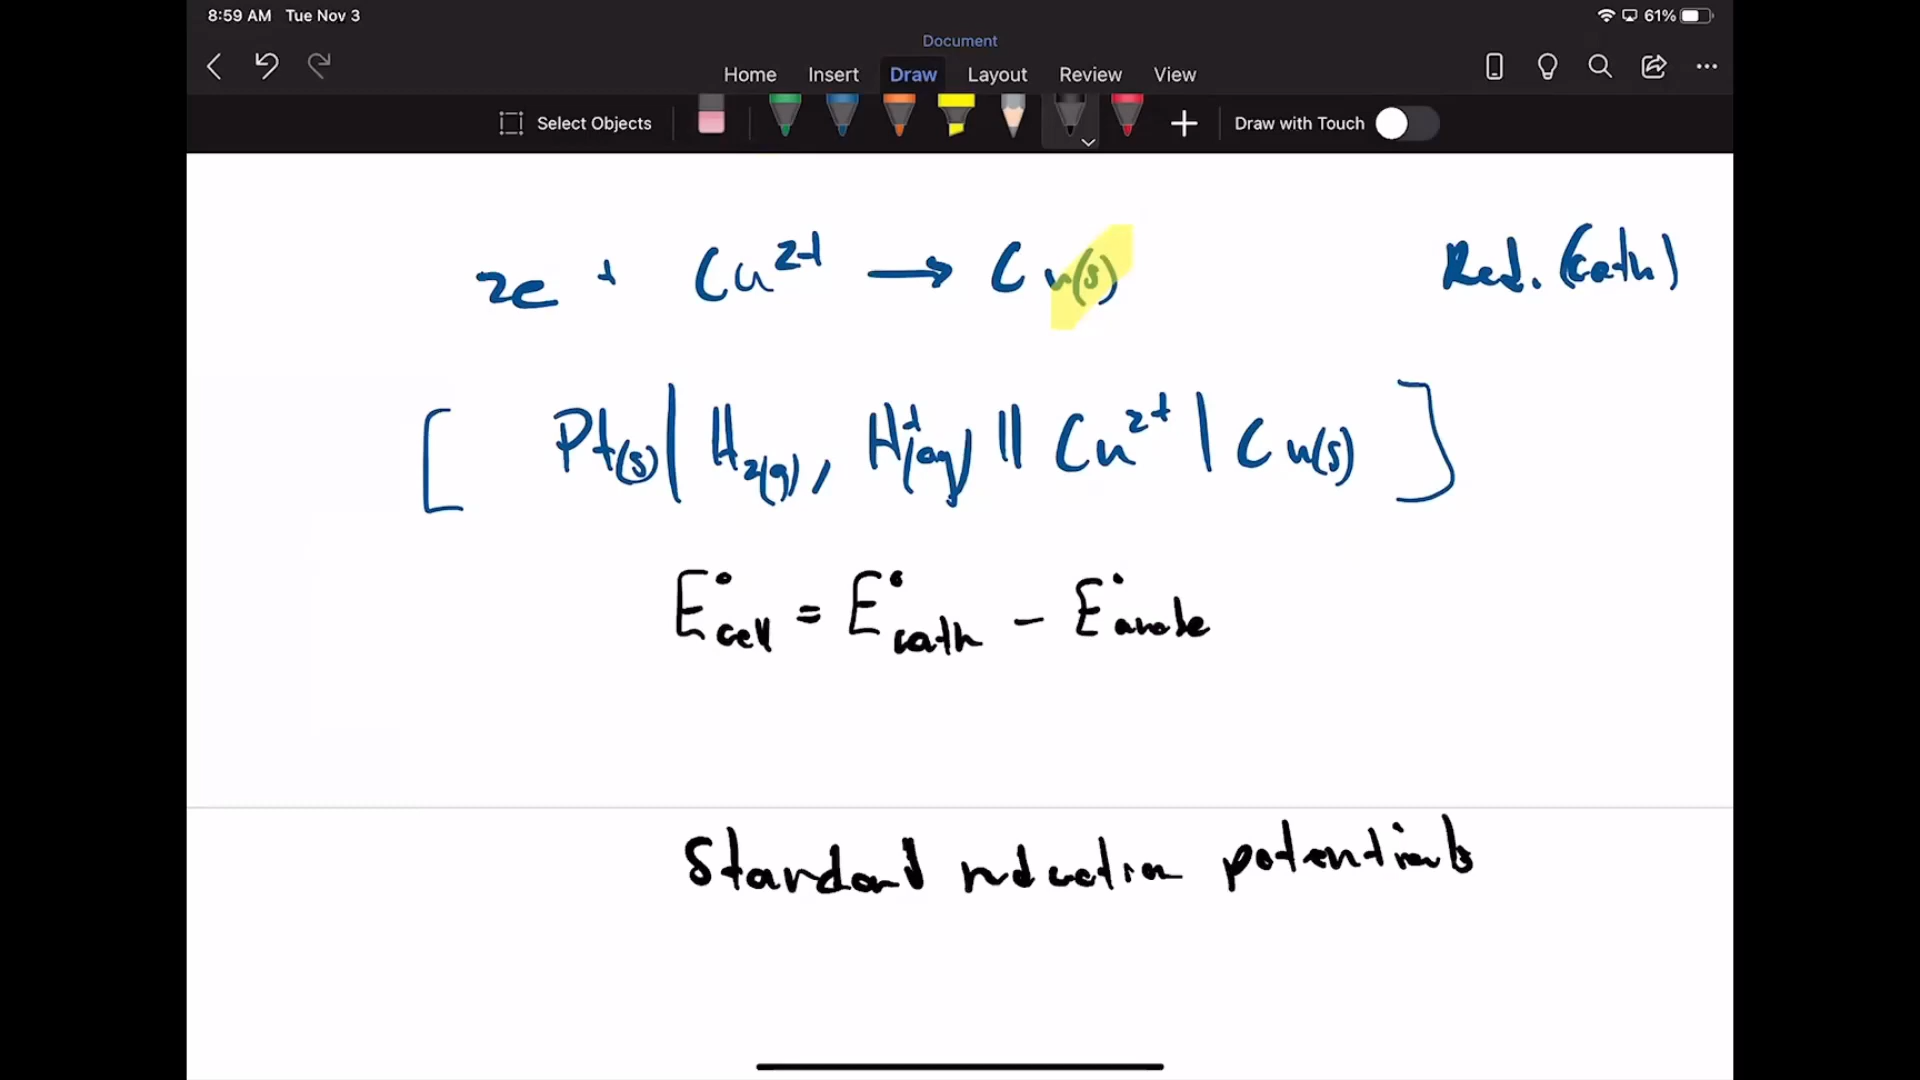 8:59 AM Tue Nov 3 61%
Document
Home Insert Draw Layout Review View
Select Objects Draw with Touch
2e + Cu²⁺ → Cu(s) Red. (Cath)
[ Pt(s) | H₂(g), H⁺(aq) || Cu²⁺ | Cu(s) ]
E°cell = E°cath - E°anode
Standard reduction potentials